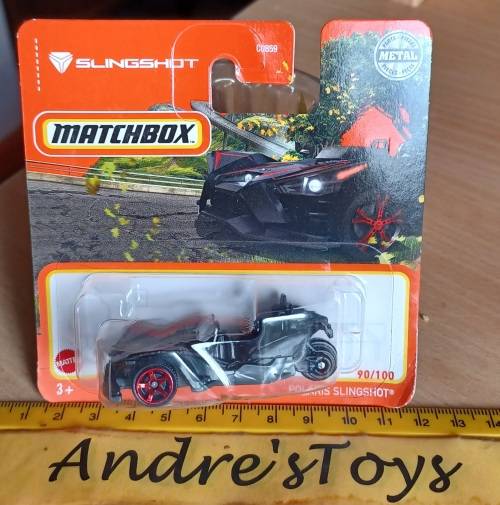 SLINGSHOT
C0859
METAL
MATCHBOX
MATTEL
3+
90/100
POLARIS SLINGSHOT®
1 2 3 4 5 6 7 8 9 10 11 12 13 14
Andre'sToys